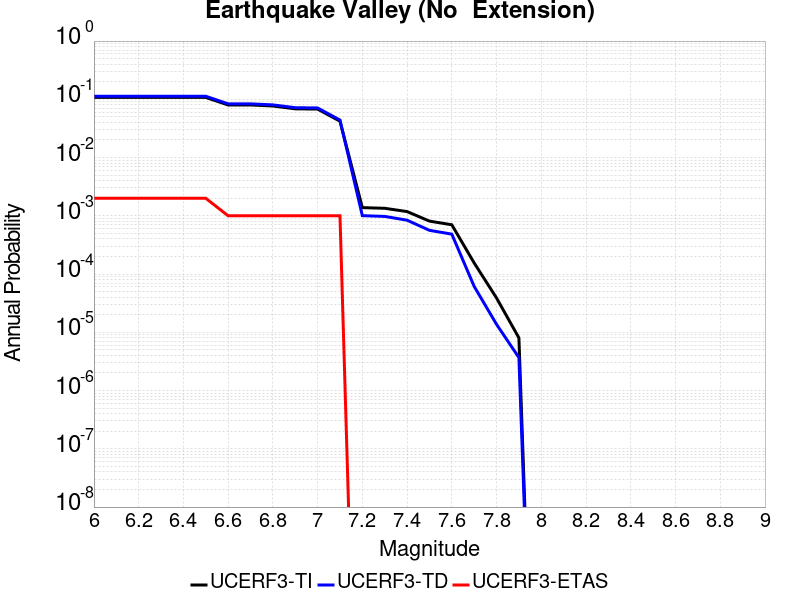 Earthquake Valley (No  Extension)
Annual Probability
10^0
10^-1
10^-2
10^-3
10^-4
10^-5
10^-6
10^-7
10^-8
6 6.2 6.4 6.6 6.8 7 7.2 7.4 7.6 7.8 8 8.2 8.4 8.6 8.8 9
Magnitude
UCERF3-TI UCERF3-TD UCERF3-ETAS